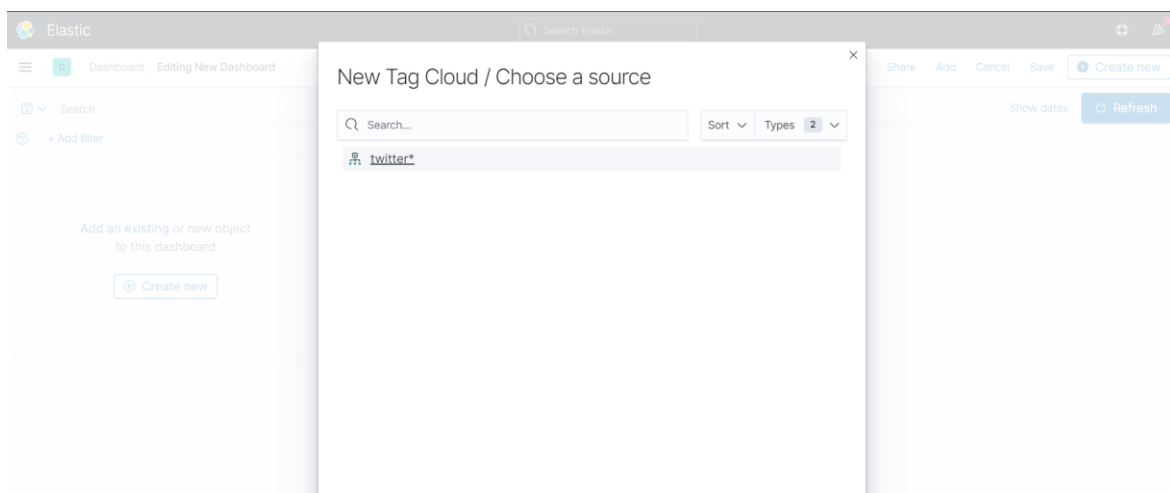 Elastic
Search Elastic
D Dashboard / Editing New Dashboard
Share Add Cancel Save Create new
Search
Show dates Refresh
+ Add filter
New Tag Cloud / Choose a source
Search...
Sort Types 2
twitter*
Add an existing or new object
to this dashboard
Create new